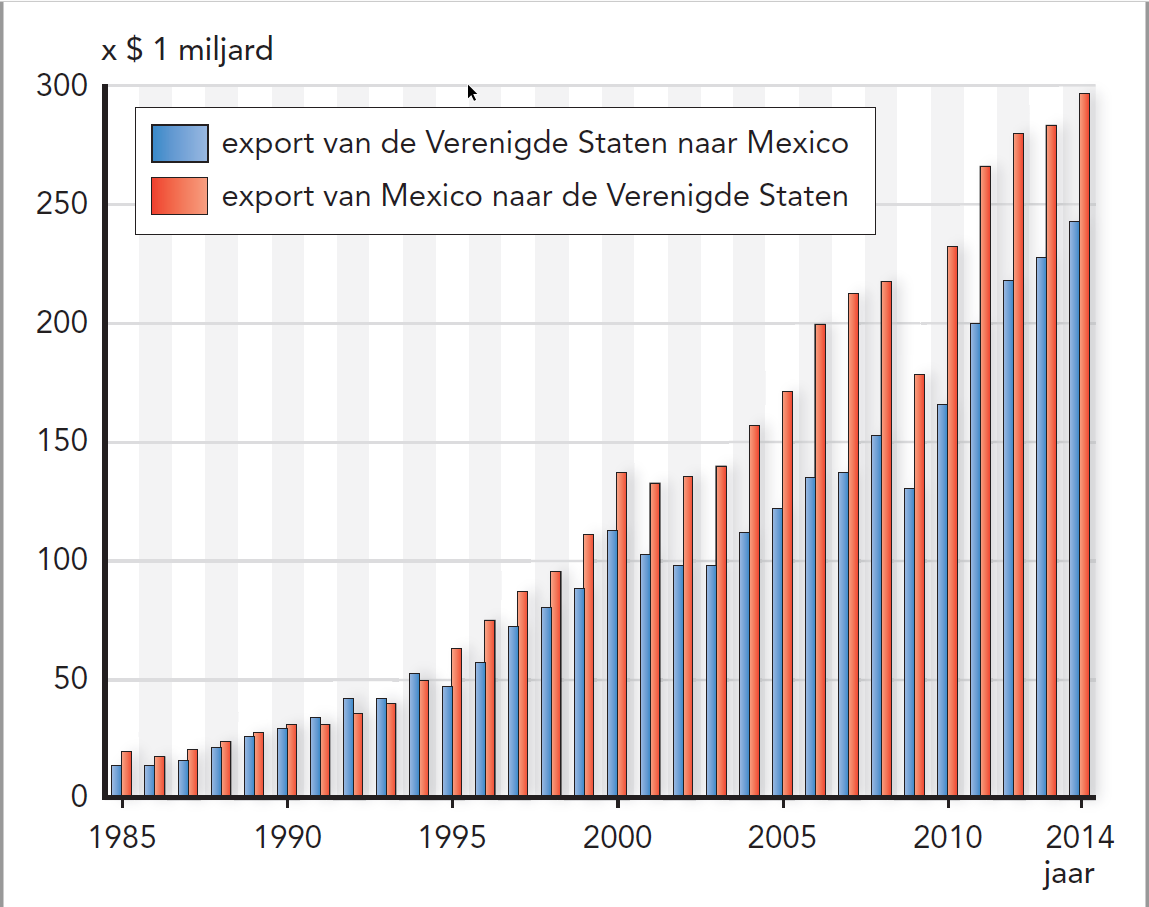 x $ 1 miljard
300
export van de Verenigde Staten naar Mexico
export van Mexico naar de Verenigde Staten
250
200
150
100
50
0
1985 1990 1995 2000 2005 2010 2014
jaar